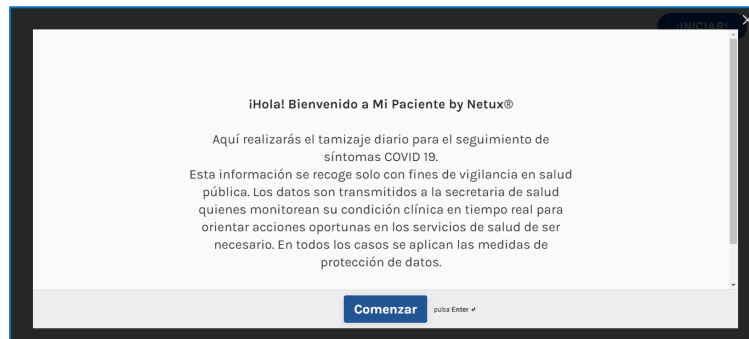 ¡INICIAR!
¡Hola! Bienvenido a Mi Paciente by Netux®
Aquí realizarás el tamizaje diario para el seguimiento de
síntomas COVID 19.
Esta información se recoge solo con fines de vigilancia en salud
pública. Los datos son transmitidos a la secretaria de salud
quienes monitorean su condición clínica en tiempo real para
orientar acciones oportunas en los servicios de salud de ser
necesario. En todos los casos se aplican las medidas de
protección de datos.
Comenzar pulsa Enter ↵